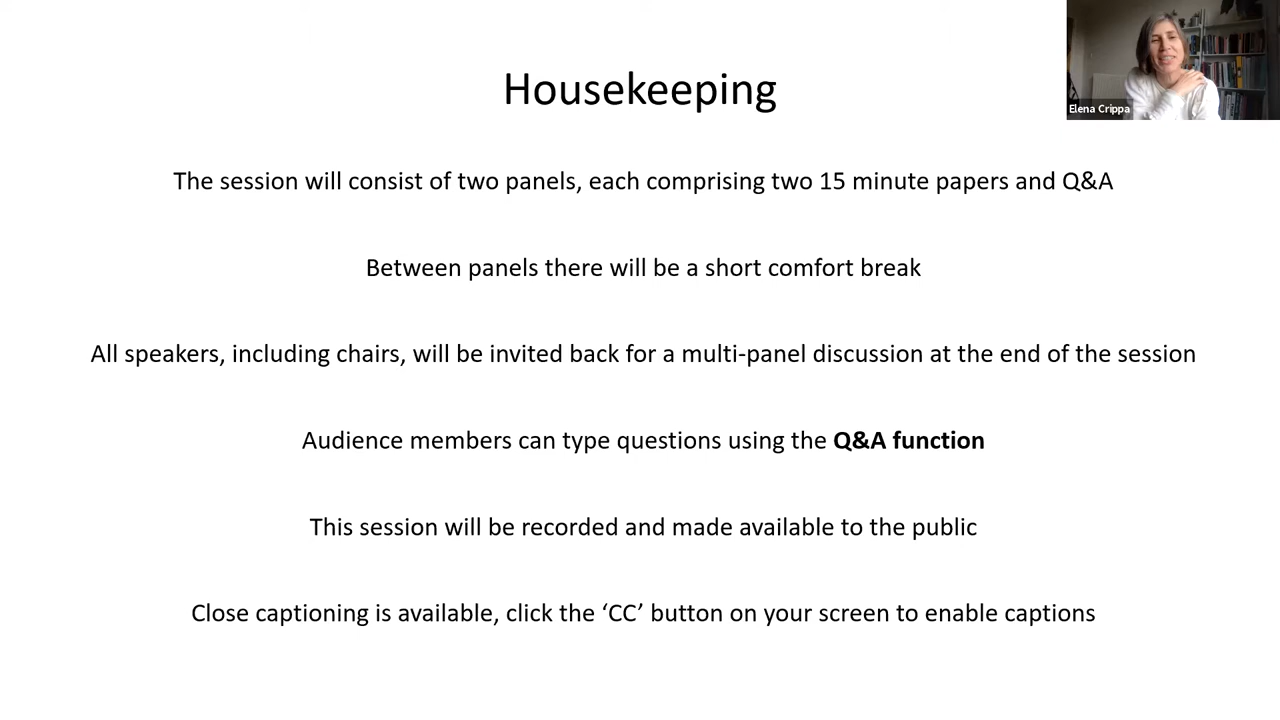 Housekeeping
Elena Crippa
The session will consist of two panels, each comprising two 15 minute papers and Q&A
Between panels there will be a short comfort break
All speakers, including chairs, will be invited back for a multi-panel discussion at the end of the session
Audience members can type questions using the Q&A function
This session will be recorded and made available to the public
Close captioning is available, click the ‘CC’ button on your screen to enable captions